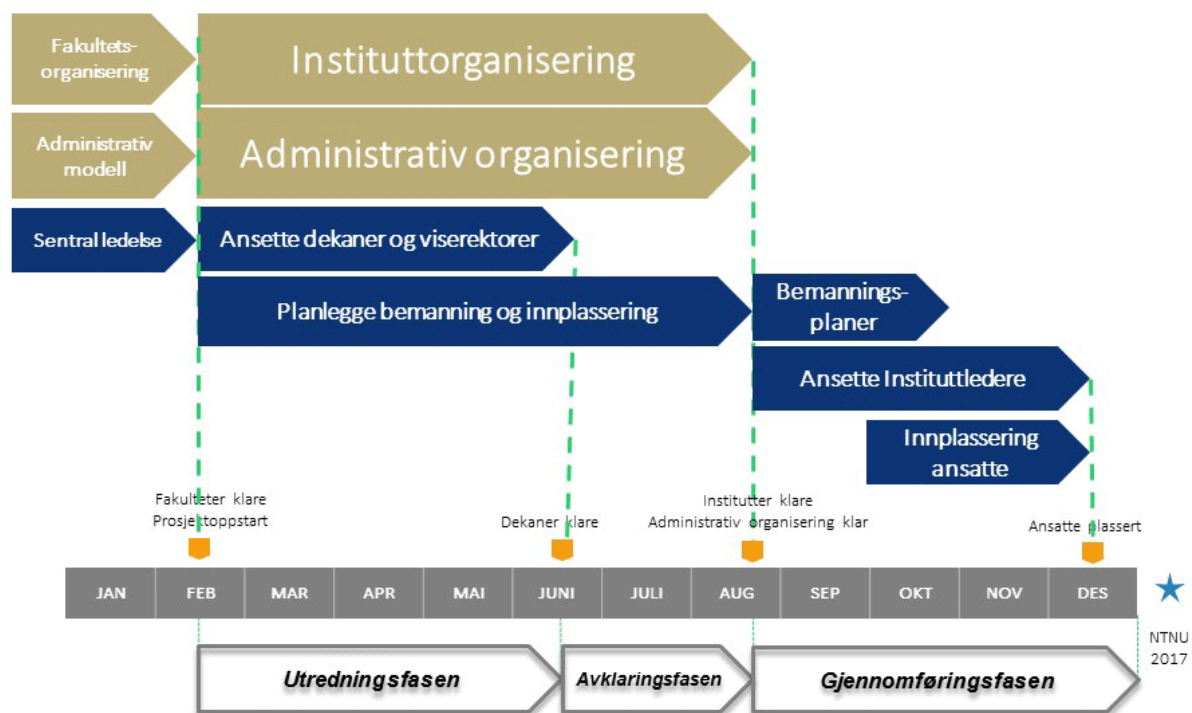 Fakultets-
organisering
Instituttorganisering
Administrativ
modell
Administrativ organisering
Sentral ledelse
Ansette dekaner og viserektorer
Planlegge bemanning og innplassering
Bemannings-
planer
Ansette Instituttledere
Innplassering
ansatte
Fakulteter klare
Prosjektoppstart
Dekaner klare
Institutter klare
Administrativ organisering klar
Ansatte plassert
JAN FEB MAR APR MAI JUNI JULI AUG SEP OKT NOV DES
NTNU
2017
Utredningsfasen
Avklaringsfasen
Gjennomføringsfasen